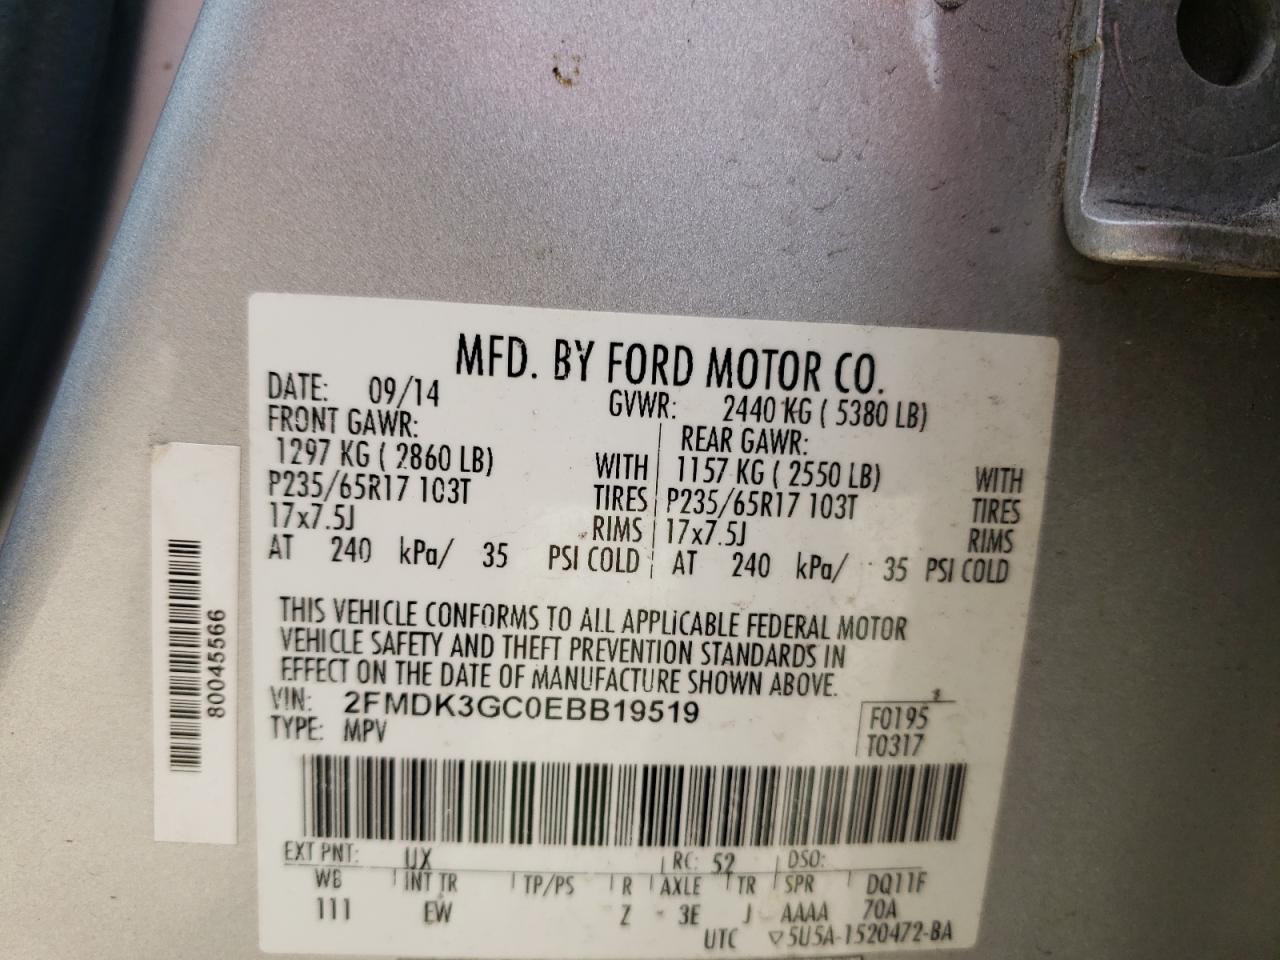 MFD. BY FORD MOTOR CO.
DATE: 09/14 GVWR: 2440 KG ( 5380 LB)
FRONT GAWR: REAR GAWR:
1297 KG ( 2860 LB) WITH 1157 KG ( 2550 LB) WITH
P235/65R17 103T TIRES P235/65R17 103T TIRES
17x7.5J RIMS 17x7.5J RIMS
AT 240 kPa/ 35 PSI COLD AT 240 kPa/ 35 PSI COLD
THIS VEHICLE CONFORMS TO ALL APPLICABLE FEDERAL MOTOR
VEHICLE SAFETY AND THEFT PREVENTION STANDARDS IN
EFFECT ON THE DATE OF MANUFACTURE SHOWN ABOVE.
VIN: 2FMDK3GC0EBB19519
TYPE: MPV
F0195
T0317
EXT PNT: UX RC: 52 DSO:
WB INT TR TP/PS R AXLE TR SPR DQ11F
111 EW Z 3E J AAAA 70A
UTC ▽5U5A-1520472-BA
80045566